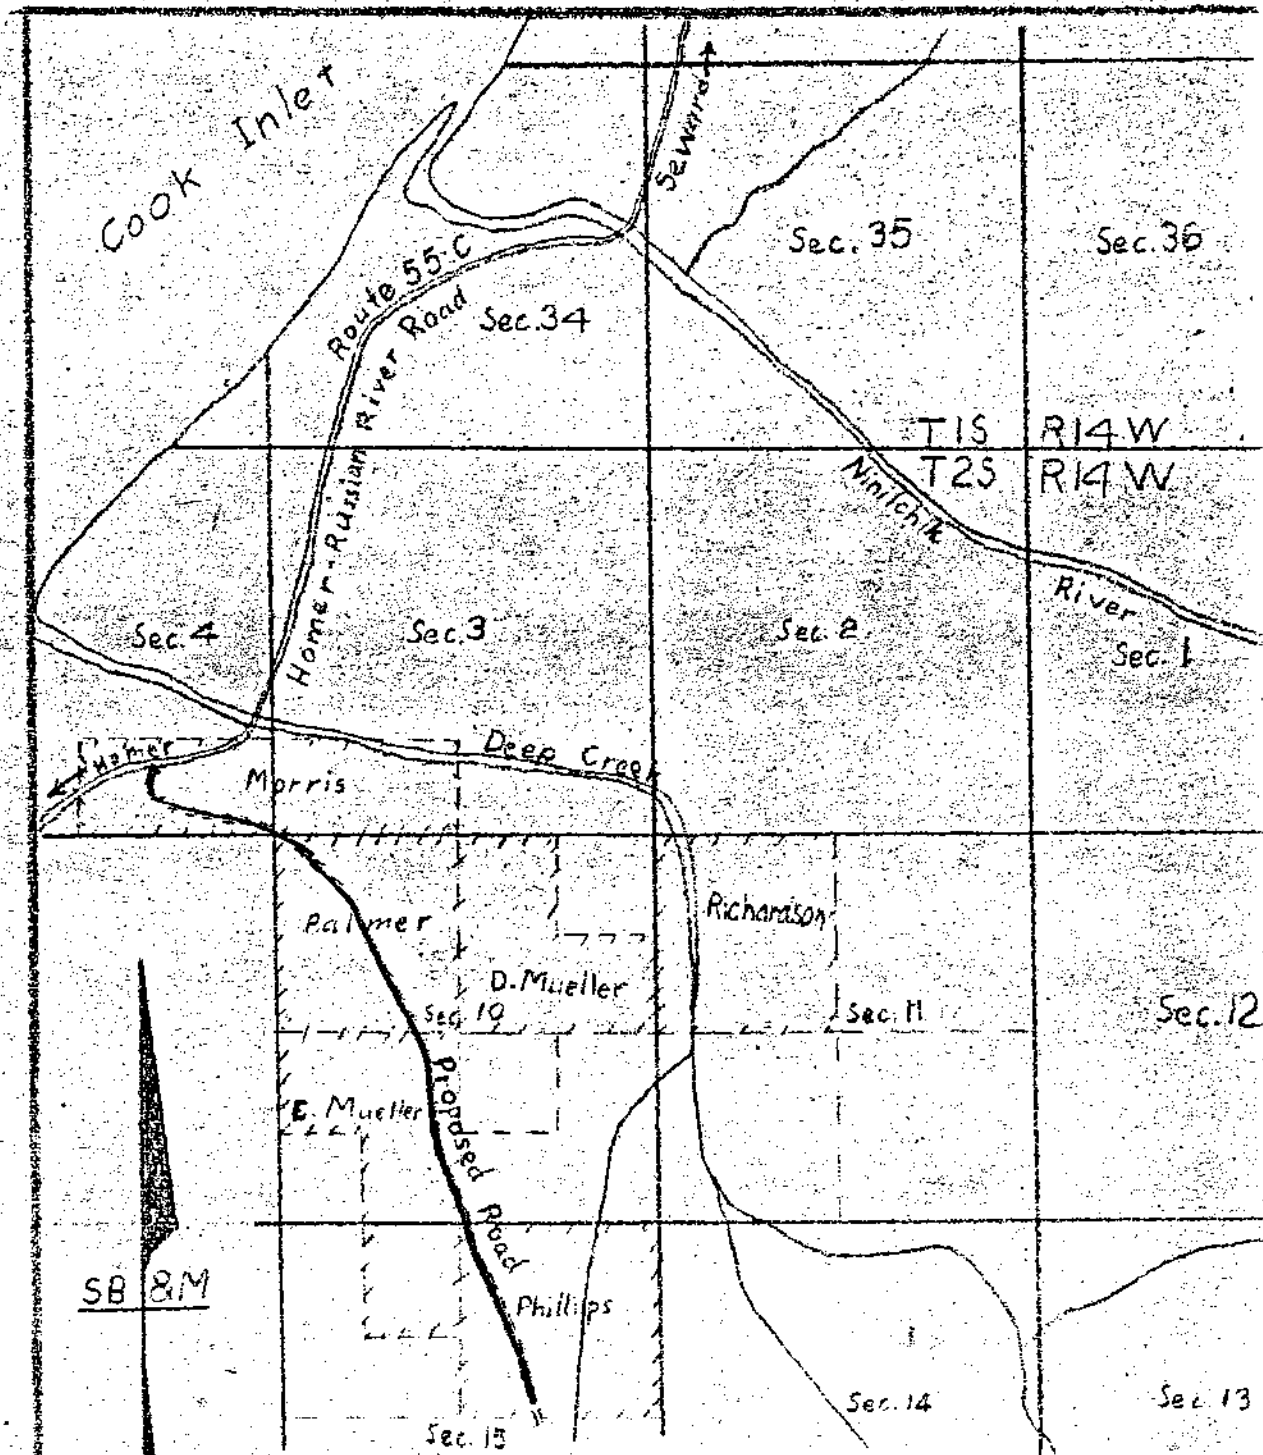 Cook Inlet
Seward
Sec. 35
Sec. 36
Route 55-C
Homer-Russian River Road
Sec. 34
T1S R14W
T2S R14W
Ninilchik River
Sec. 4
Sec. 3
Sec. 2
Sec. 1
Homer
Deep Creek
Morris
Palmer
Richardson
D. Mueller
Sec. 10
Sec. 11
Sec. 12
E. Mueller
Proposed Road
SB & M
Phillips
Sec. 14
Sec. 13
Sec. 15